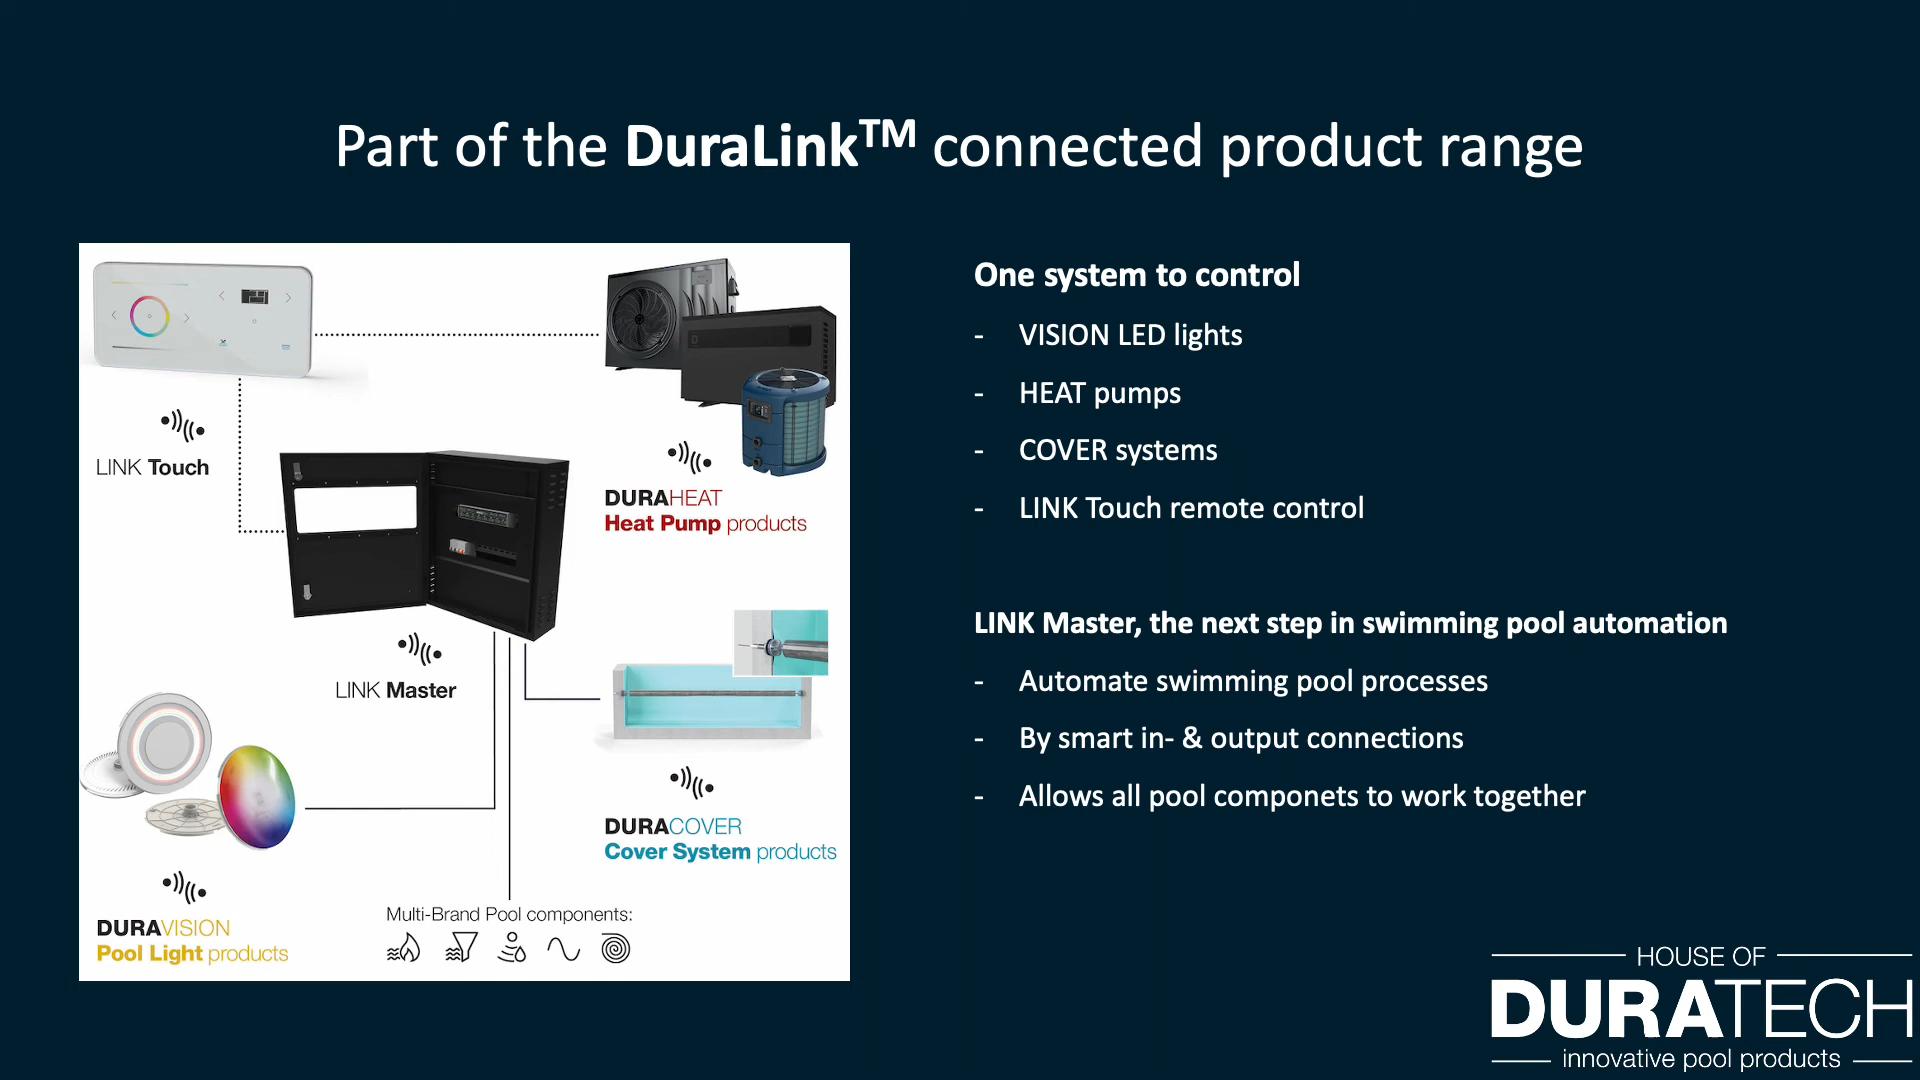 Part of the DuraLink™ connected product range
LINK Touch
DURAHEAT
Heat Pump products
LINK Master
DURACOVER
Cover System products
DURAVISION
Pool Light products
Multi-Brand Pool components:
One system to control
- VISION LED lights
- HEAT pumps
- COVER systems
- LINK Touch remote control
LINK Master, the next step in swimming pool automation
- Automate swimming pool processes
- By smart in- & output connections
- Allows all pool componets to work together
HOUSE OF
DURATECH
innovative pool products